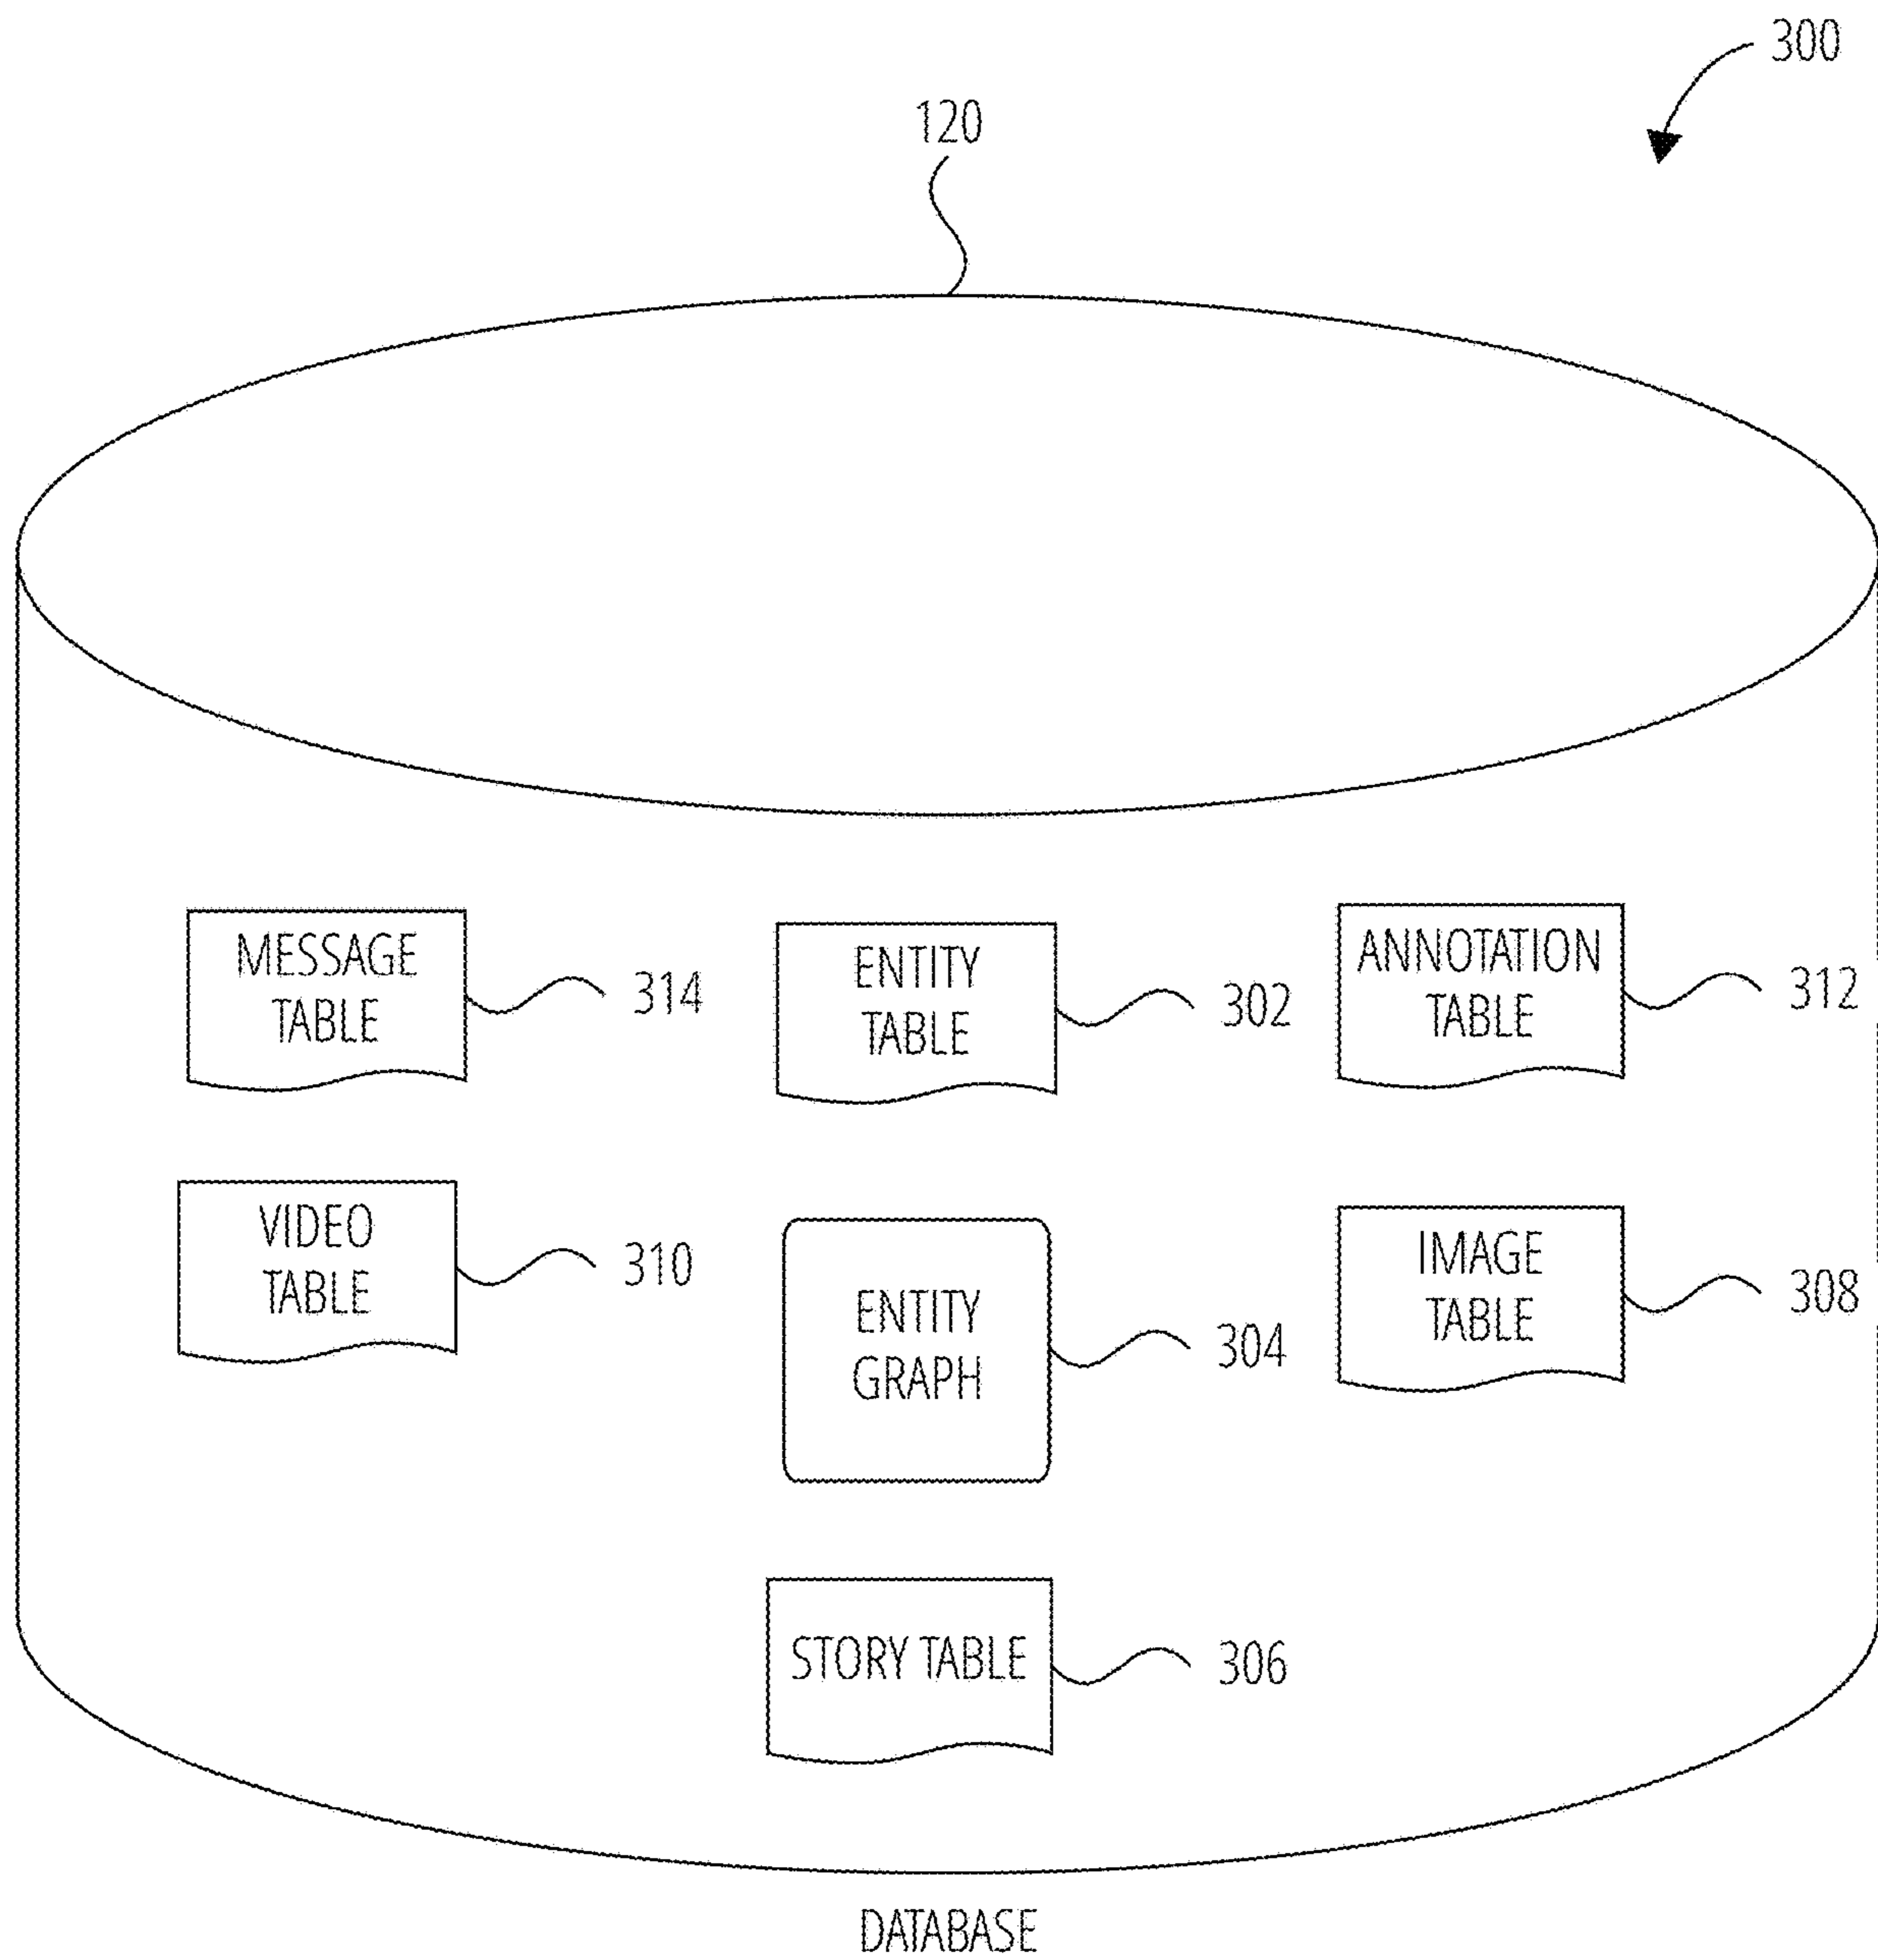 300
120
MESSAGE
TABLE
314
ENTITY
TABLE
302
ANNOTATION
TABLE
312
VIDEO
TABLE
310
ENTITY
GRAPH
304
IMAGE
TABLE
308
STORY TABLE
306
DATABASE